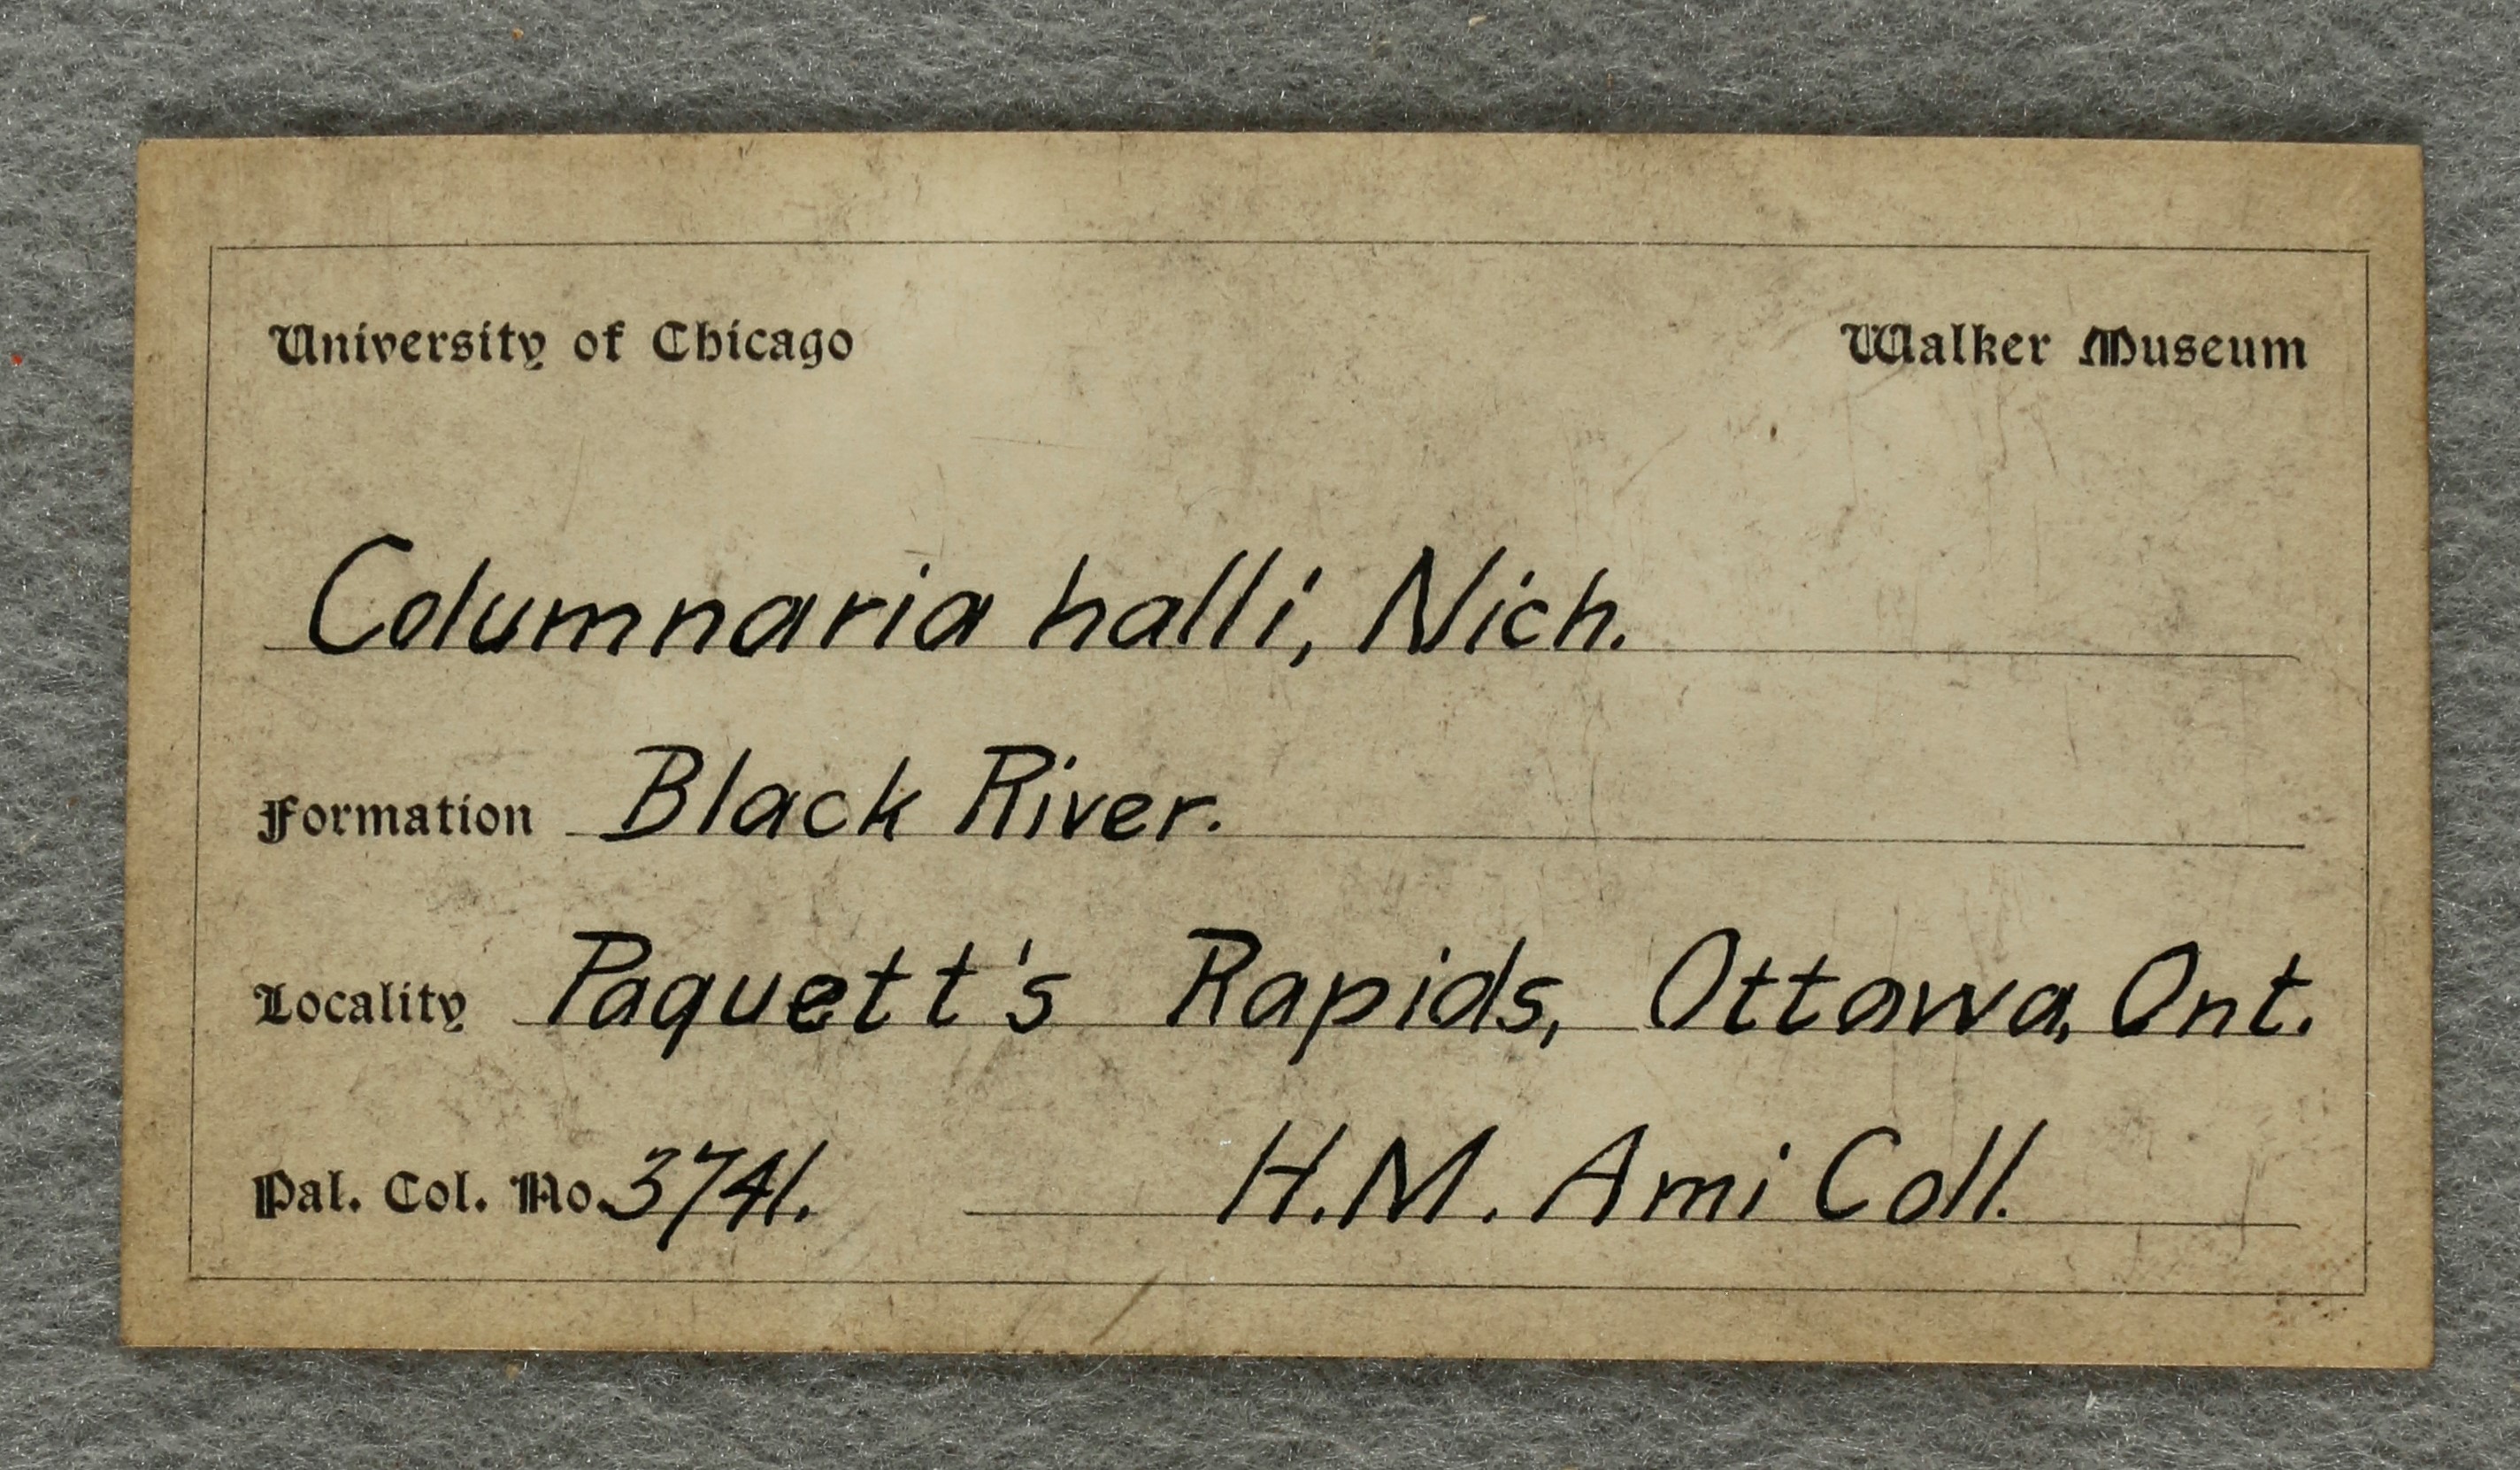 University of Chicago Walker Museum
Columnaria halli, Nich.
Formation Black River.
Locality Paquett's Rapids, Ottawa, Ont.
Pal. Col. No. 3741. H.M. Ami Coll.